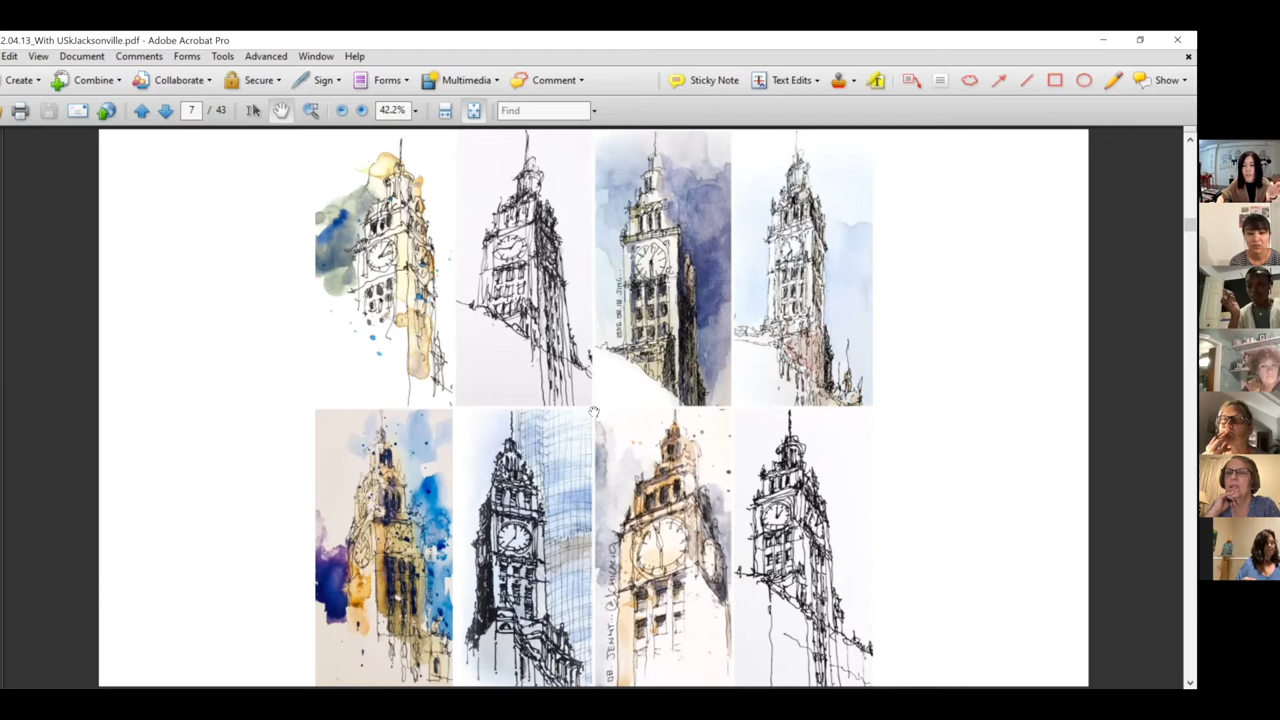 2.04.13_With USkJacksonville.pdf - Adobe Acrobat Pro
Edit View Document Comments Forms Tools Advanced Window Help
Create Combine Collaborate Secure Sign Forms Multimedia Comment Sticky Note Text Edits Show
7 / 43 42.2% Find